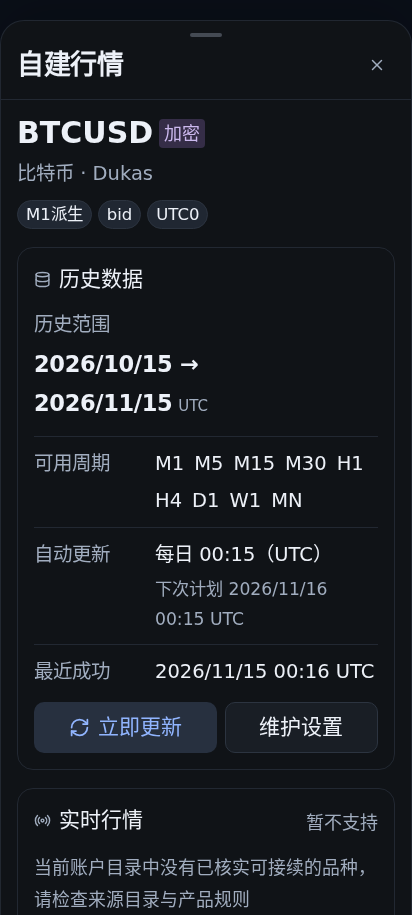 自建行情
BTCUSD 加密
比特币 · Dukas
M1派生 bid UTC0
历史数据
历史范围
2026/10/15 →
2026/11/15 UTC
可用周期 M1 M5 M15 M30 H1
H4 D1 W1 MN
自动更新 每日 00:15（UTC）
下次计划 2026/11/16
00:15 UTC
最近成功 2026/11/15 00:16 UTC
立即更新 维护设置
实时行情 暂不支持
当前账户目录中没有已核实可接续的品种，
请检查来源目录与产品规则